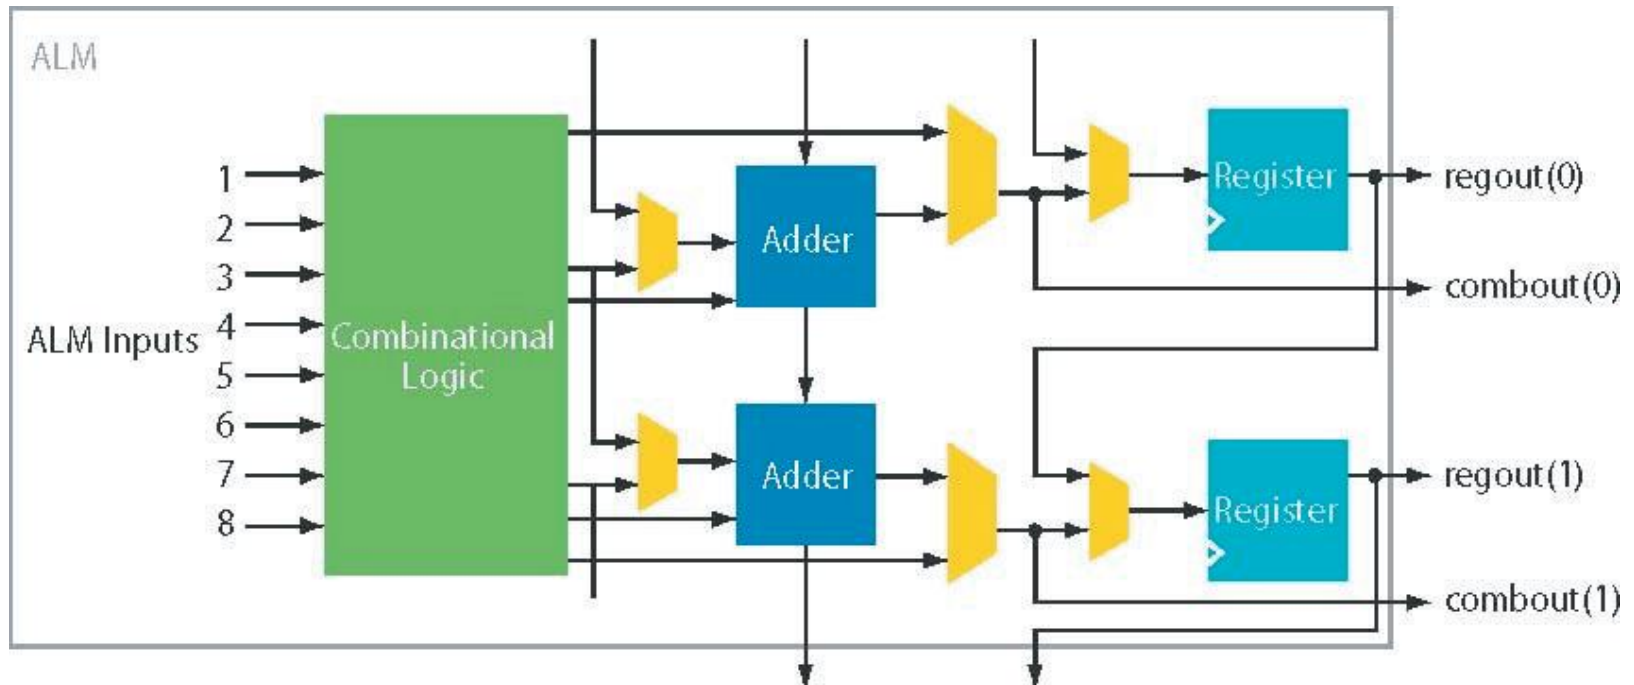 ALM
1
2
3
ALM Inputs 4
5
6
7
8
Combinational
Logic
Adder
Adder
Register
Register
regout(0)
combout(0)
regout(1)
combout(1)